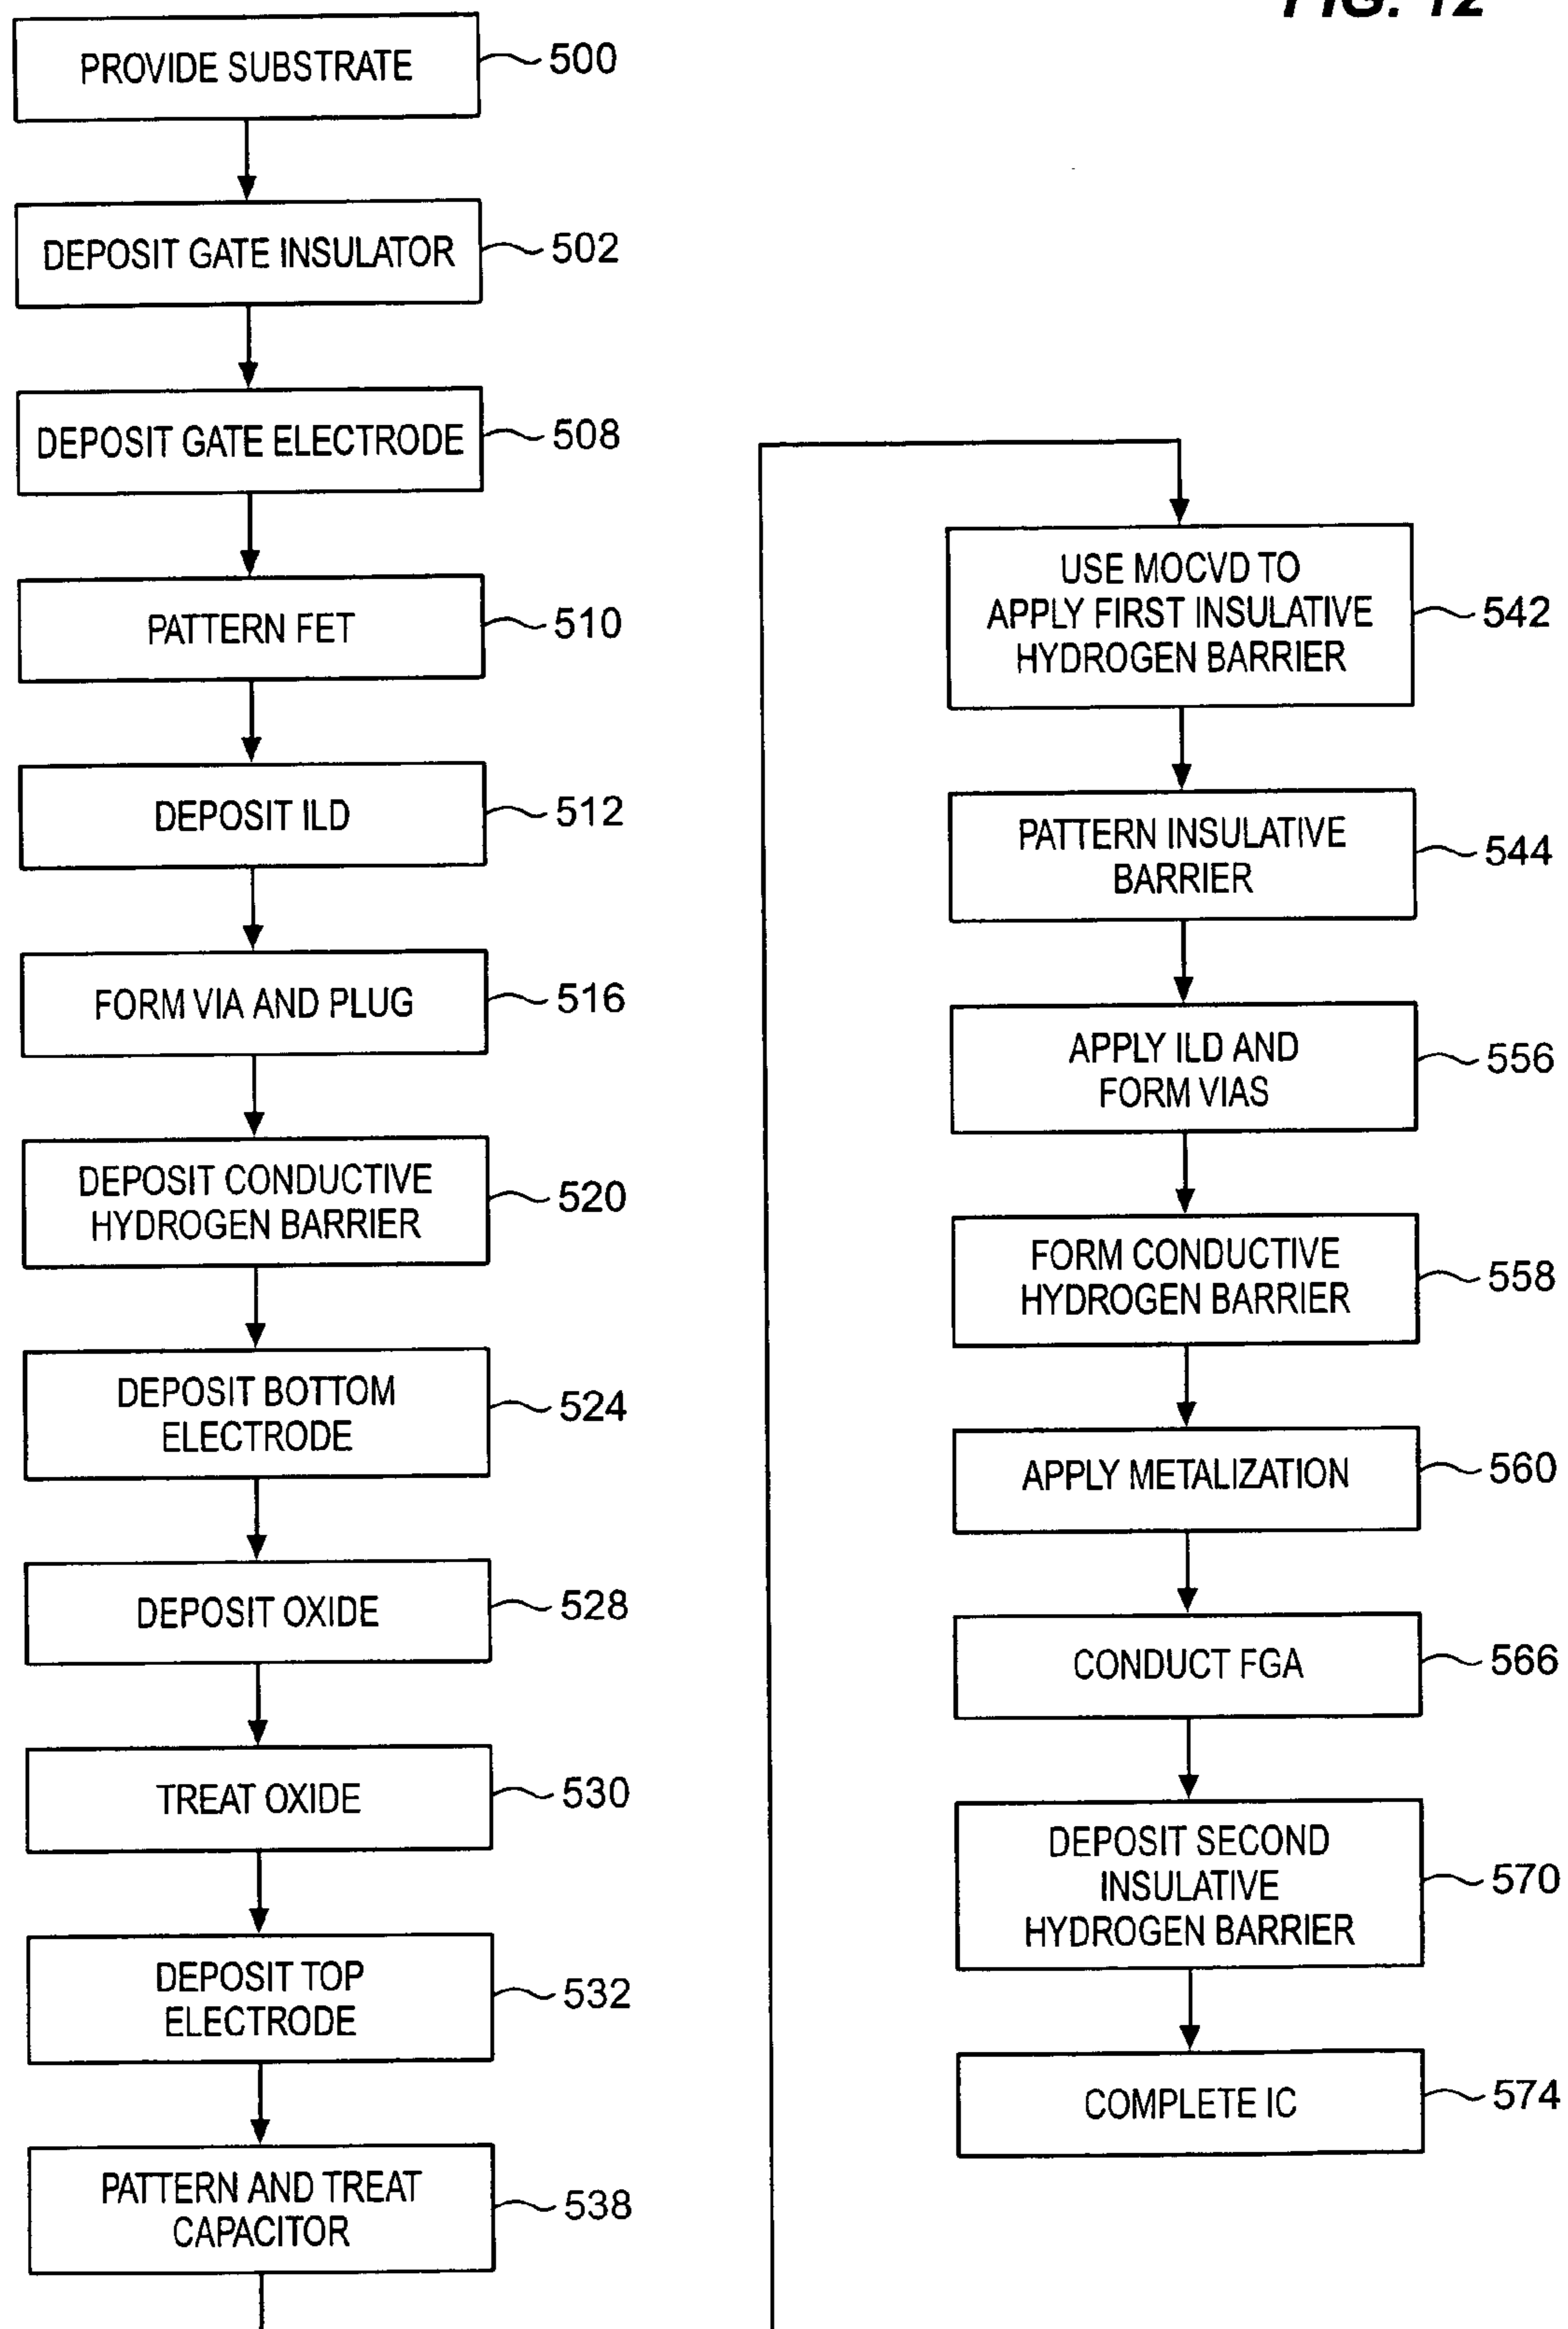 FIG. 12
PROVIDE SUBSTRATE
500
DEPOSIT GATE INSULATOR
502
DEPOSIT GATE ELECTRODE
508
PATTERN FET
510
DEPOSIT ILD
512
FORM VIA AND PLUG
516
DEPOSIT CONDUCTIVE
HYDROGEN BARRIER
520
DEPOSIT BOTTOM
ELECTRODE
524
DEPOSIT OXIDE
528
TREAT OXIDE
530
DEPOSIT TOP
ELECTRODE
532
PATTERN AND TREAT
CAPACITOR
538
USE MOCVD TO
APPLY FIRST INSULATIVE
HYDROGEN BARRIER
542
PATTERN INSULATIVE
BARRIER
544
APPLY ILD AND
FORM VIAS
556
FORM CONDUCTIVE
HYDROGEN BARRIER
558
APPLY METALIZATION
560
CONDUCT FGA
566
DEPOSIT SECOND
INSULATIVE
HYDROGEN BARRIER
570
COMPLETE IC
574